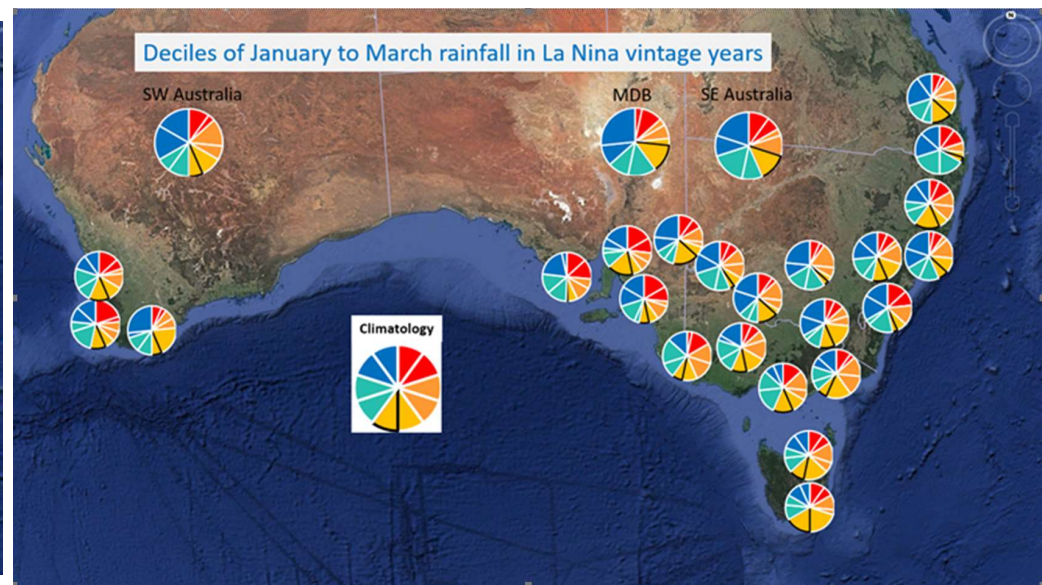 Deciles of January to March rainfall in La Nina vintage years
SW Australia
MDB
SE Australia
Climatology